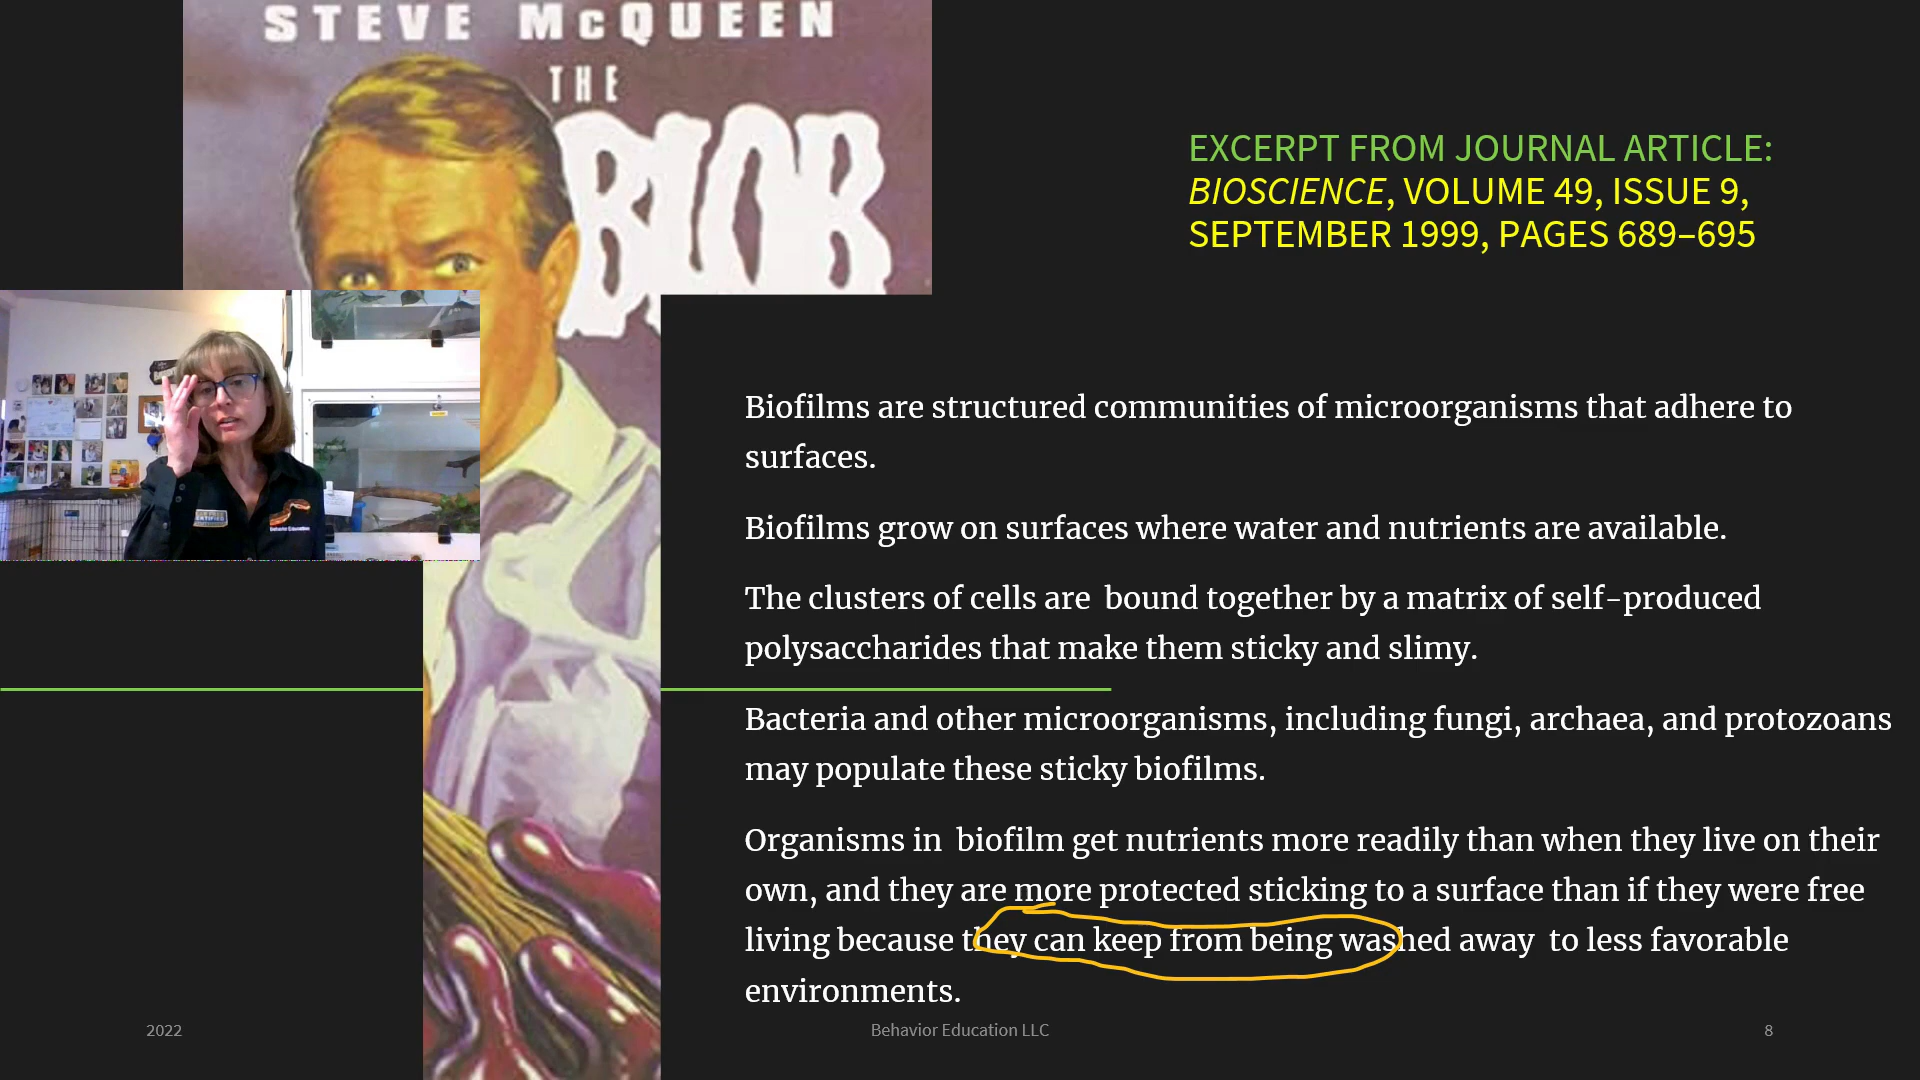 STEVE McQUEEN
THE
BLOB
EXCERPT FROM JOURNAL ARTICLE:
BIOSCIENCE, VOLUME 49, ISSUE 9,
SEPTEMBER 1999, PAGES 689–695
Biofilms are structured communities of microorganisms that adhere to
surfaces.
Biofilms grow on surfaces where water and nutrients are available.
The clusters of cells are bound together by a matrix of self-produced
polysaccharides that make them sticky and slimy.
Bacteria and other microorganisms, including fungi, archaea, and protozoans
may populate these sticky biofilms.
Organisms in biofilm get nutrients more readily than when they live on their
own, and they are more protected sticking to a surface than if they were free
living because they can keep from being washed away to less favorable
environments.
Behavior Education
2022
Behavior Education LLC
8